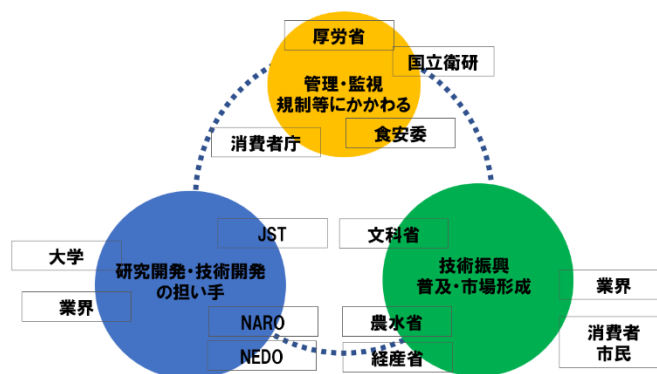 厚労省
国立衛研
管理・監視
規制等にかかわる
消費者庁
食安委
JST
文科省
大学
研究開発・技術開発
の担い手
技術振興
普及・市場形成
業界
業界
NARO
農水省
消費者
市民
NEDO
経産省